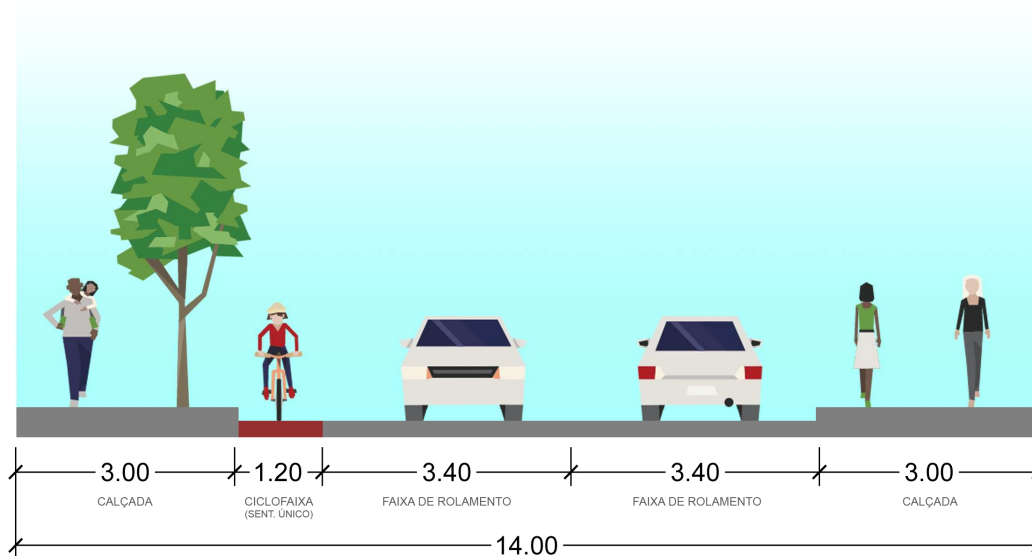 3.00 1.20 3.40 3.40 3.00
CALÇADA CICLOFAIXA FAIXA DE ROLAMENTO FAIXA DE ROLAMENTO CALÇADA
(SENT. ÚNICO)
14.00